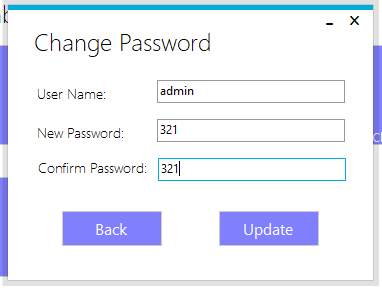 Change Password
User Name: admin
New Password: 321
Confirm Password: 321
Back Update